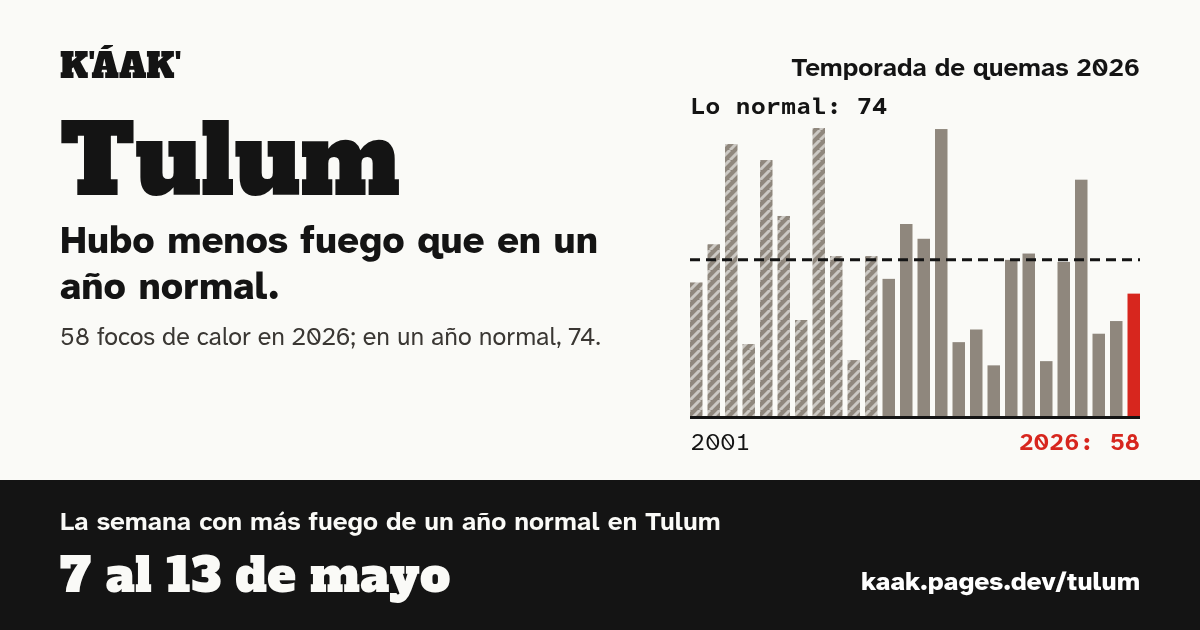 K'ÁAK'
Tulum
Hubo menos fuego que en un
año normal.
58 focos de calor en 2026; en un año normal, 74.
Temporada de quemas 2026
Lo normal: 74
2001
2026: 58
La semana con más fuego de un año normal en Tulum
7 al 13 de mayo
kaak.pages.dev/tulum